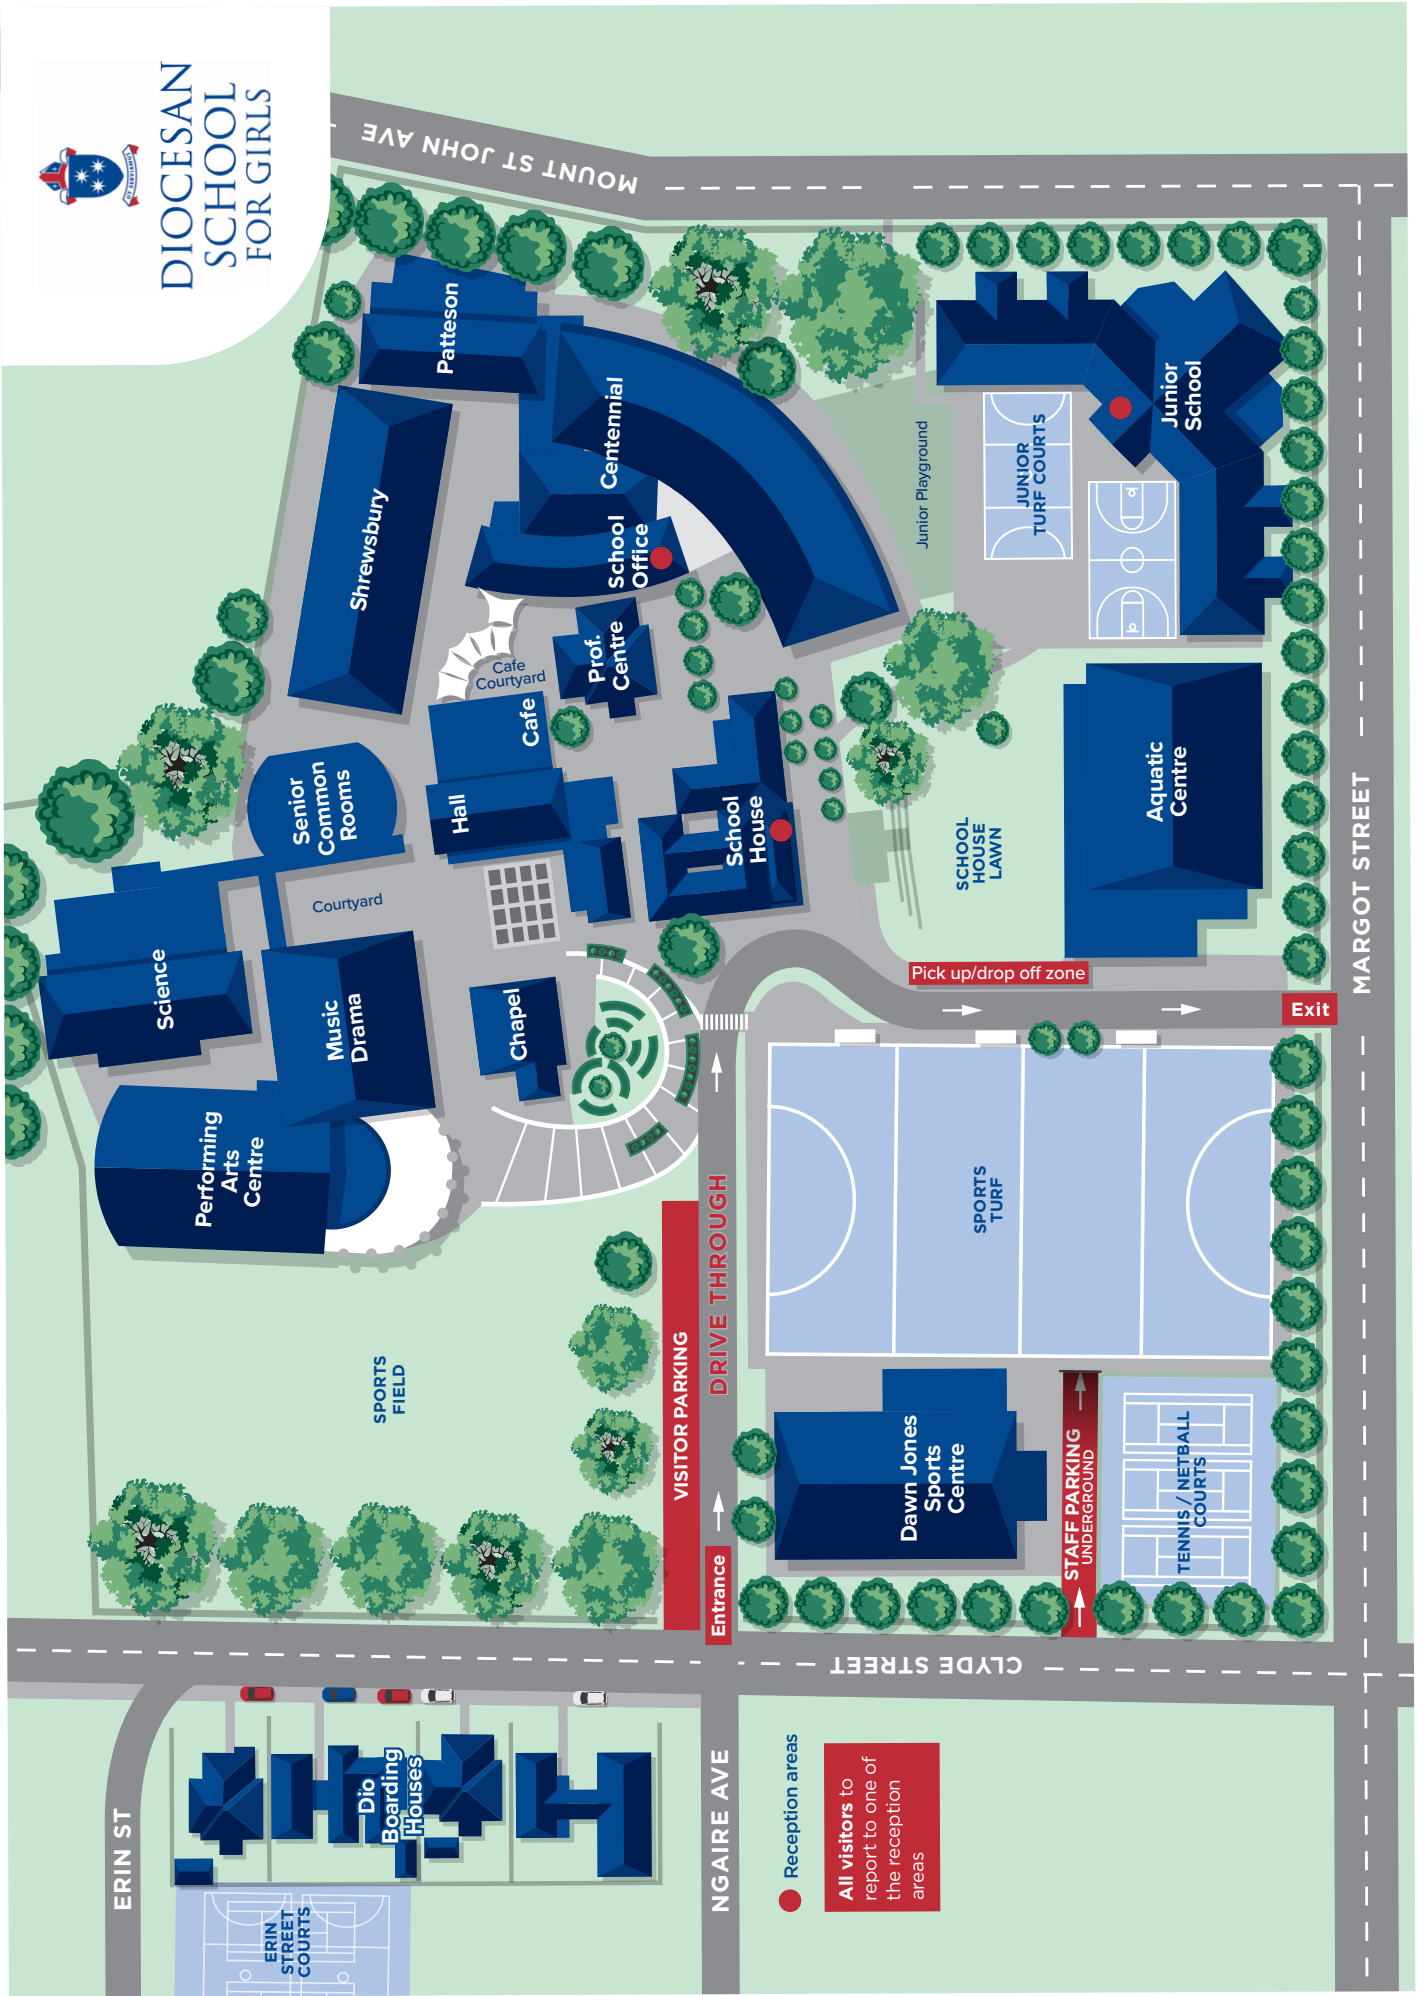 DIOCESAN
SCHOOL
FOR GIRLS
UT SERVIAMUS
MOUNT ST JOHN AVE
Patteson
Centennial
Shrewsbury
School
Office
Prof.
Centre
Cafe
Courtyard
Cafe
Hall
Senior
Common
Rooms
Courtyard
School
House
Science
Music
Drama
Chapel
Performing
Arts
Centre
Junior Playground
JUNIOR
TURF COURTS
Junior
School
Aquatic
Centre
SCHOOL
HOUSE
LAWN
MARGOT STREET
Pick up/drop off zone
Exit
SPORTS
TURF
DRIVE THROUGH
VISITOR PARKING
SPORTS
FIELD
Dawn Jones
Sports
Centre
STAFF PARKING
UNDERGROUND
TENNIS / NETBALL
COURTS
Entrance
CLYDE STREET
ERIN ST
Dio
Boarding
Houses
ERIN
STREET
COURTS
NGAIRE AVE
Reception areas
All visitors to
report to one of
the reception
areas